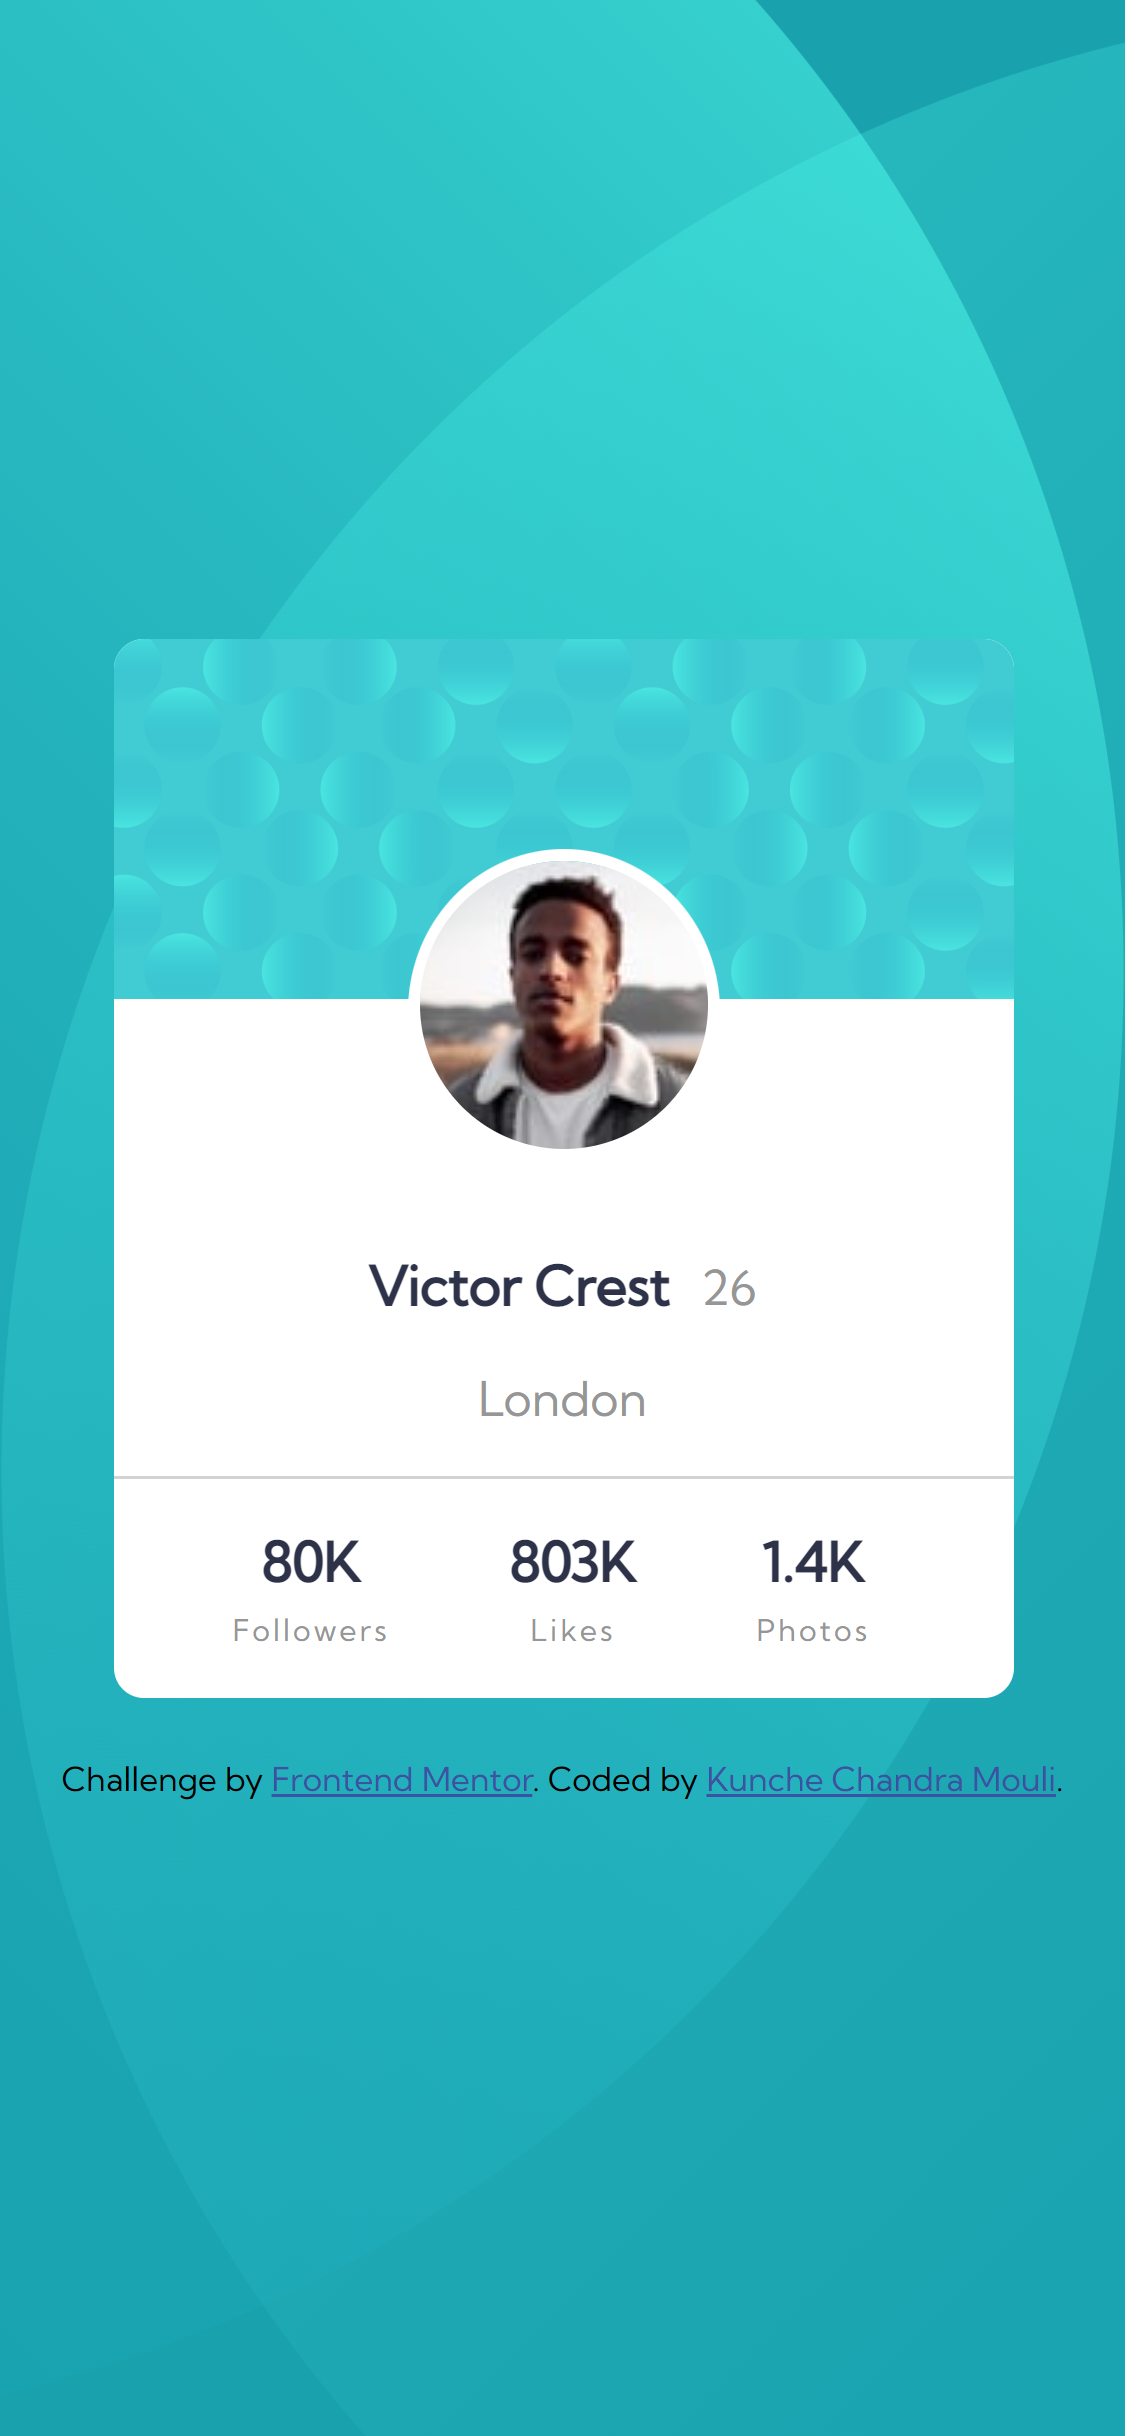 Victor Crest 26
London
80K 803K 1.4K
Followers Likes Photos
Challenge by Frontend Mentor. Coded by Kunche Chandra Mouli.